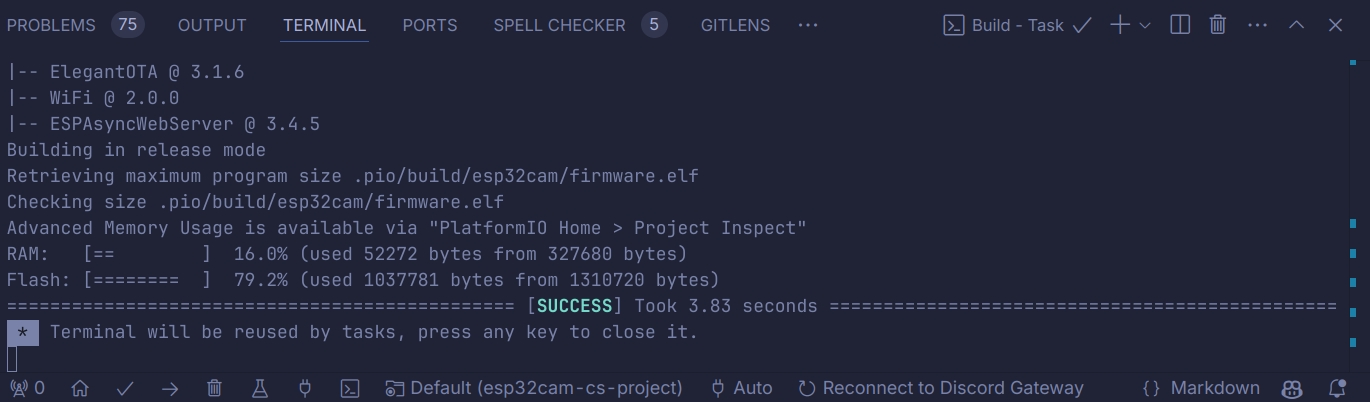 PROBLEMS 75 OUTPUT TERMINAL PORTS SPELL CHECKER 5 GITLENS ··· Build - Task
|-- ElegantOTA @ 3.1.6
|-- WiFi @ 2.0.0
|-- ESPAsyncWebServer @ 3.4.5
Building in release mode
Retrieving maximum program size .pio/build/esp32cam/firmware.elf
Checking size .pio/build/esp32cam/firmware.elf
Advanced Memory Usage is available via "PlatformIO Home > Project Inspect"
RAM:   [==        ]  16.0% (used 52272 bytes from 327680 bytes)
Flash: [========  ]  79.2% (used 1037781 bytes from 1310720 bytes)
=============================================== [SUCCESS] Took 3.83 seconds ===============================================
* Terminal will be reused by tasks, press any key to close it.
0 Default (esp32cam-cs-project) Auto Reconnect to Discord Gateway {} Markdown